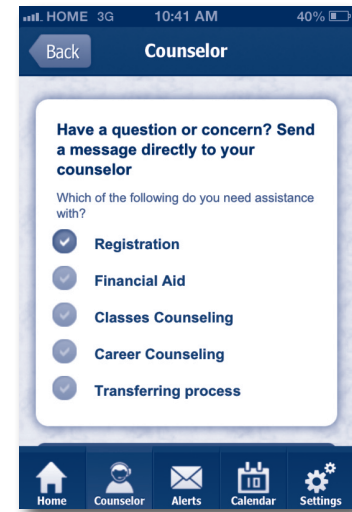 HOME 3G 10:41 AM 40%
Back Counselor
Have a question or concern? Send
a message directly to your
counselor
Which of the following do you need assistance
with?
Registration
Financial Aid
Classes Counseling
Career Counseling
Transferring process
10
Home Counselor Alerts Calendar Settings